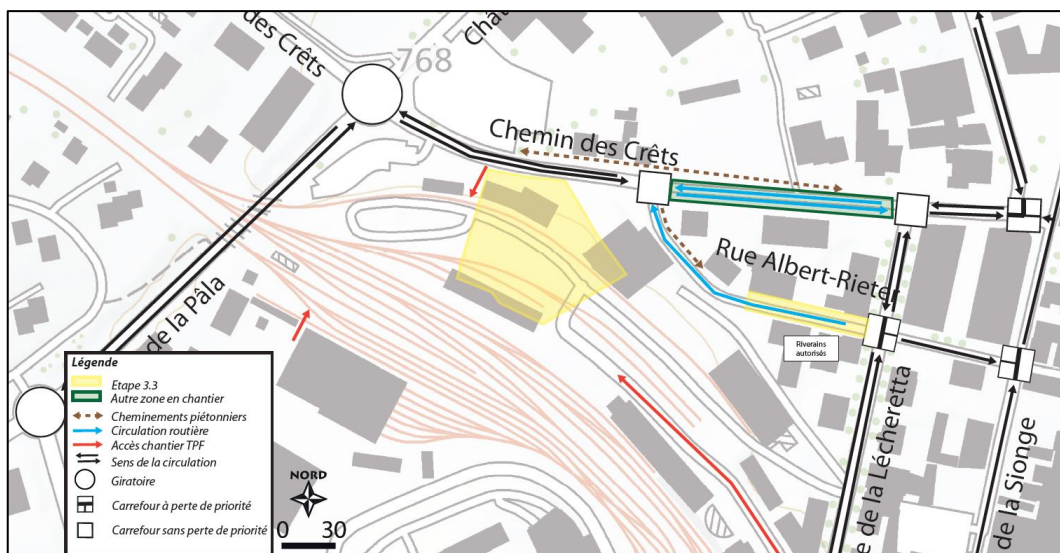 des Crêts
768
Chât
Chemin des Crêts
Rue Albert-Rieter
Riverains
autorisés
de la Pâla
e de la Lécheretta
de la Sionge
Légende
Etape 3.3
Autre zone en chantier
Cheminements piétonniers
Circulation routière
Accès chantier TPF
Sens de la circulation
Giratoire
Carrefour à perte de priorité
Carrefour sans perte de priorité
NORD
0 30